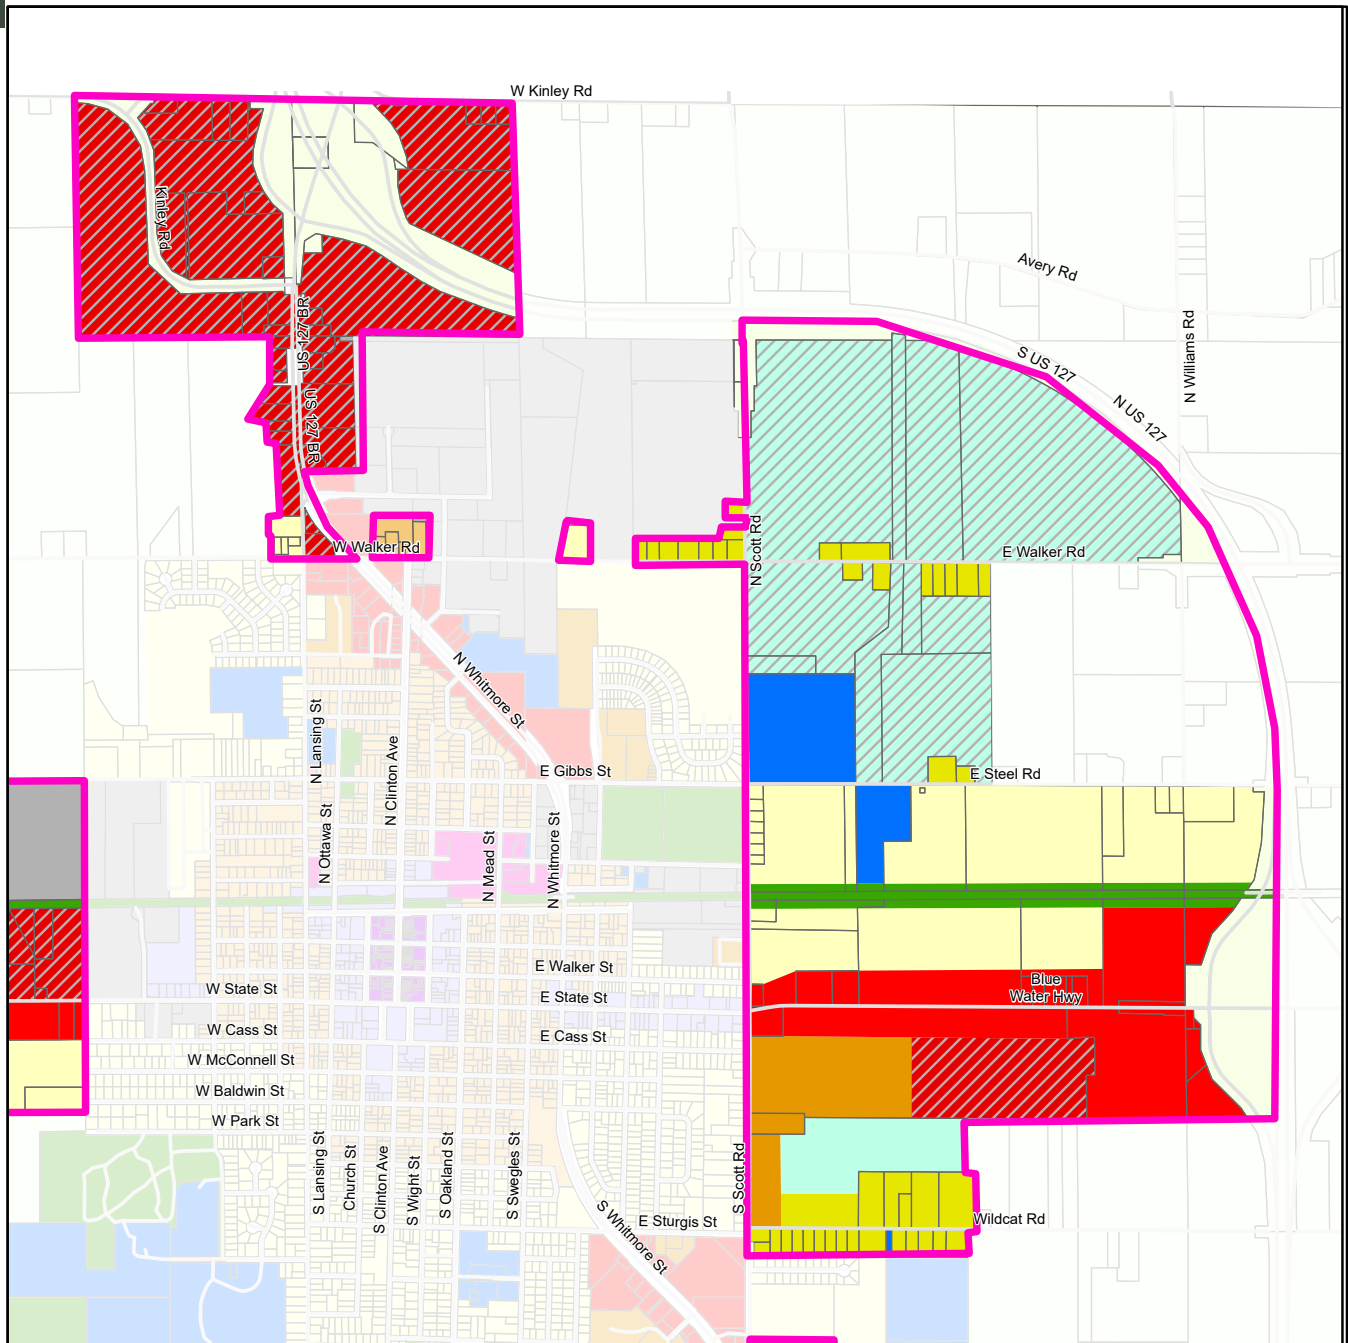 W Kinley Rd
Kinley Rd
Avery Rd
US 127 BR
N Williams Rd
S US 127
N US 127
US 127 BR
W Walker Rd
N Scott Rd
E Walker Rd
N Whitmore St
N Lansing St
N Clinton Ave
E Gibbs St
E Steel Rd
N Ottawa St
N Mead St
N Whitmore St
E Walker St
W State St
E State St
Blue
Water Hwy
W Cass St
E Cass St
W McConnell St
W Baldwin St
W Park St
S Lansing St
Church St
S Clinton Ave
S Wight St
S Oakland St
S Swegles St
S Scott Rd
S Whitmore St
E Sturgis St
Wildcat Rd